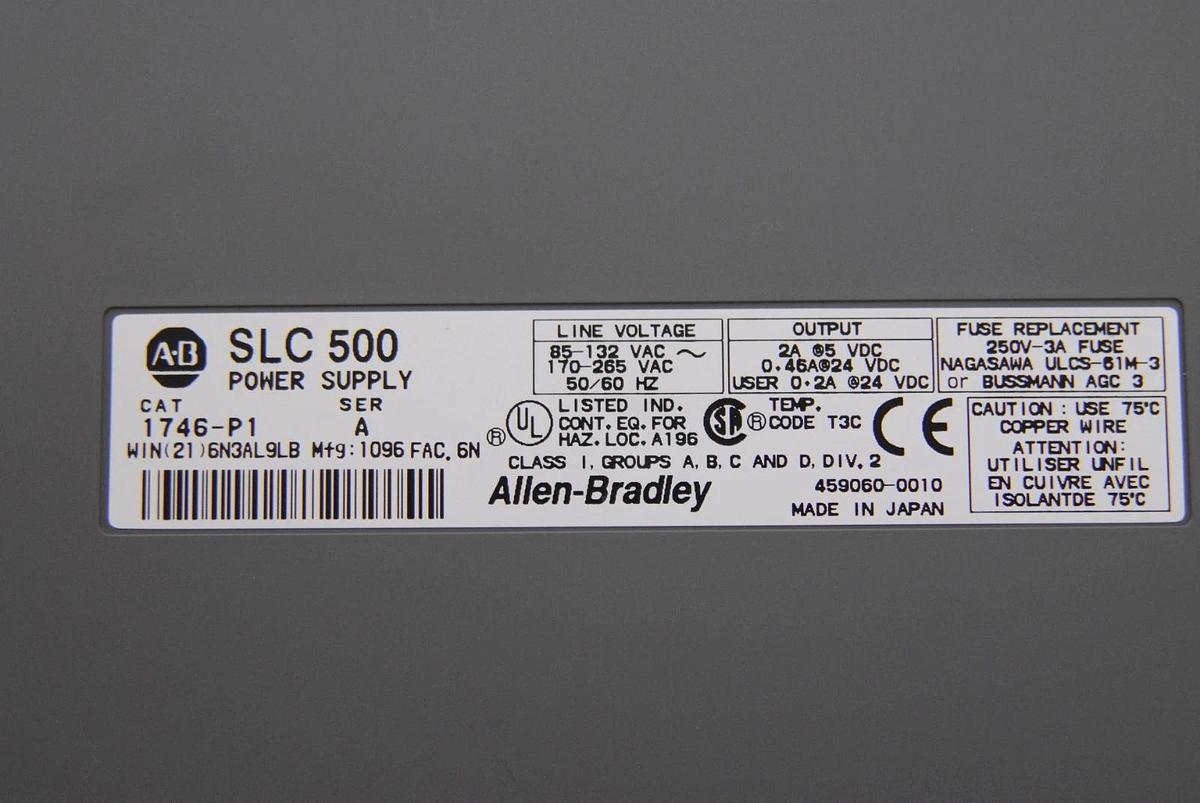 A·B
SLC 500
POWER SUPPLY
CAT SER
1746-P1 A
WIN(21)6N3AL9LB Mfg:1096 FAC. 6N
LINE VOLTAGE
85-132 VAC ~
170-265 VAC
50/60 HZ
OUTPUT
2A @5 VDC
0.46A@24 VDC
USER 0.2A @24 VDC
FUSE REPLACEMENT
250V-3A FUSE
NAGASAWA ULCS-61M-3
or BUSSMANN AGC 3
UL ®
LISTED IND.
CONT. EQ. FOR
HAZ. LOC. A196
SA ®
TEMP.
CODE T3C
CE
CLASS I, GROUPS A, B, C AND D, DIV. 2
Allen-Bradley
459060-0010
MADE IN JAPAN
CAUTION : USE 75°C
COPPER WIRE
ATTENTION:
UTILISER UNFIL
EN CUIVRE AVEC
ISOLANTDE 75°C